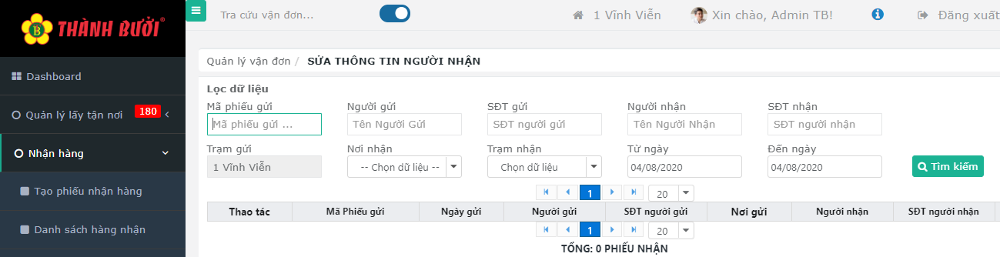 THÀNH BƯỞI®
Tra cứu vận đơn...
1 Vĩnh Viễn
Xin chào, Admin TB!
Đăng xuất
Dashboard
Quản lý lấy tận nơi 180
Nhận hàng
Tạo phiếu nhận hàng
Danh sách hàng nhận
Quản lý vận đơn / SỬA THÔNG TIN NGƯỜI NHẬN
Lọc dữ liệu
Mã phiếu gửi Người gửi SĐT gửi Người nhận SĐT nhận
Mã phiếu gửi ... Tên Người Gửi SĐT người gửi Tên Người Nhận SĐT người nhận
Trạm gửi Nơi nhận Trạm nhận Từ ngày Đến ngày
1 Vĩnh Viễn -- Chọn dữ liệu -- Chọn dữ liệu 04/08/2020 04/08/2020 Tìm kiếm
1 20
Thao tác Mã Phiếu gửi Ngày gửi Người gửi SĐT người gửi Nơi gửi Người nhận SĐT người nhận
1 20
TỔNG: 0 PHIẾU NHẬN